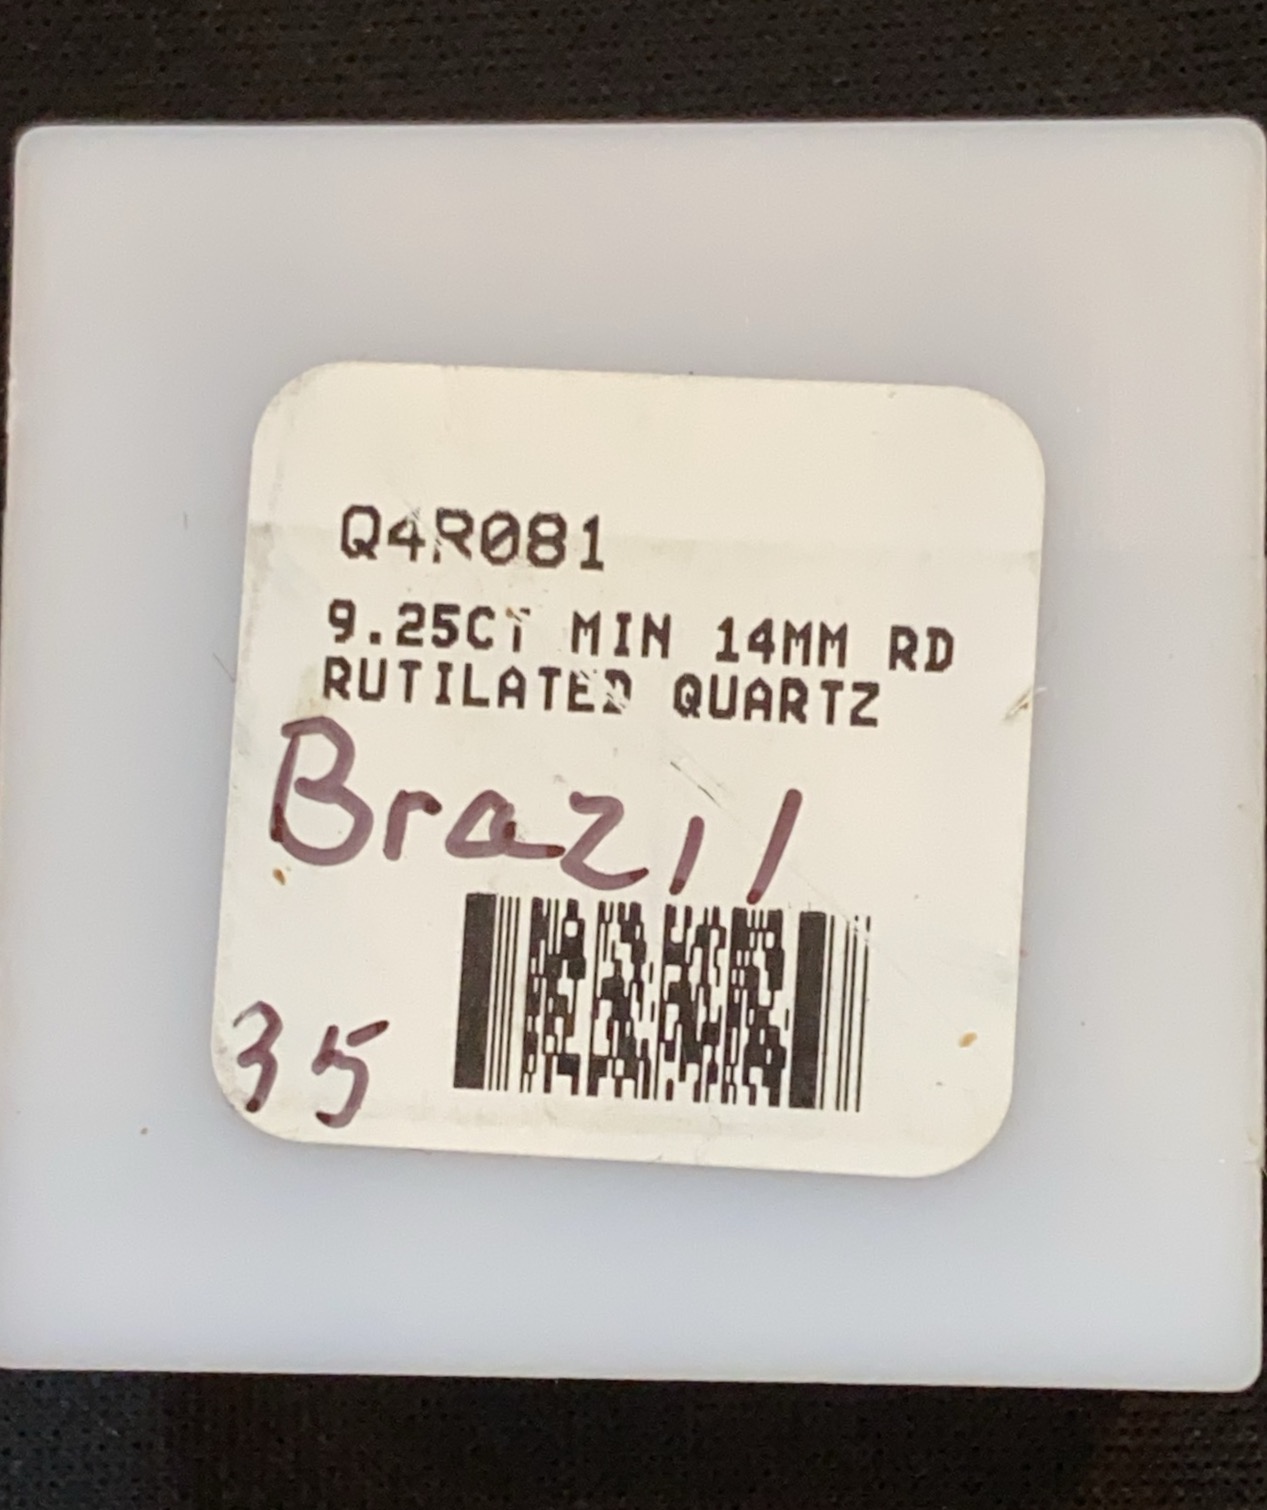 Q4R081
9.25CT MIN 14MM RD
RUTILATED QUARTZ
Brazil
35